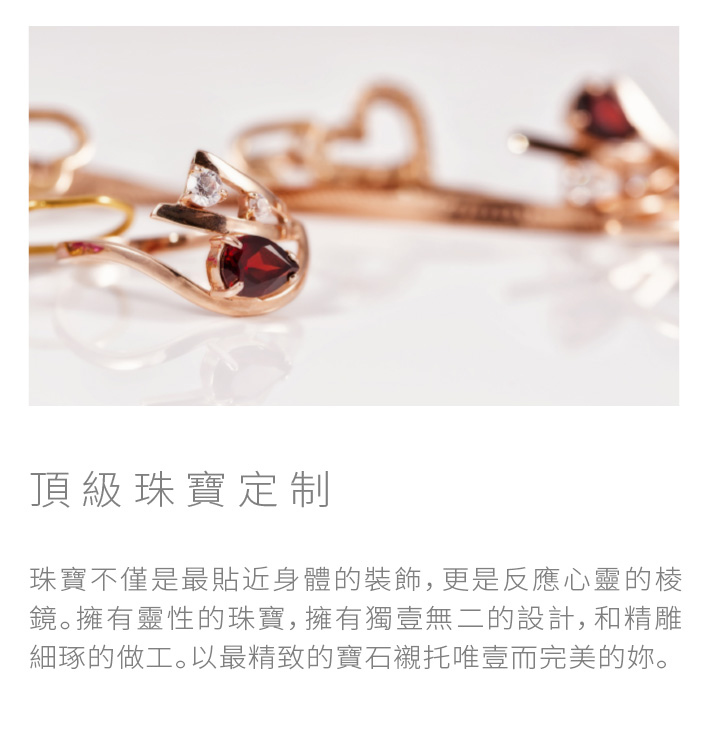 頂級珠寶定制
珠寶不僅是最貼近身體的裝飾，更是反應心靈的棱
鏡。擁有靈性的珠寶，擁有獨壹無二的設計，和精雕
細琢的做工。以最精致的寶石襯托唯壹而完美的妳。